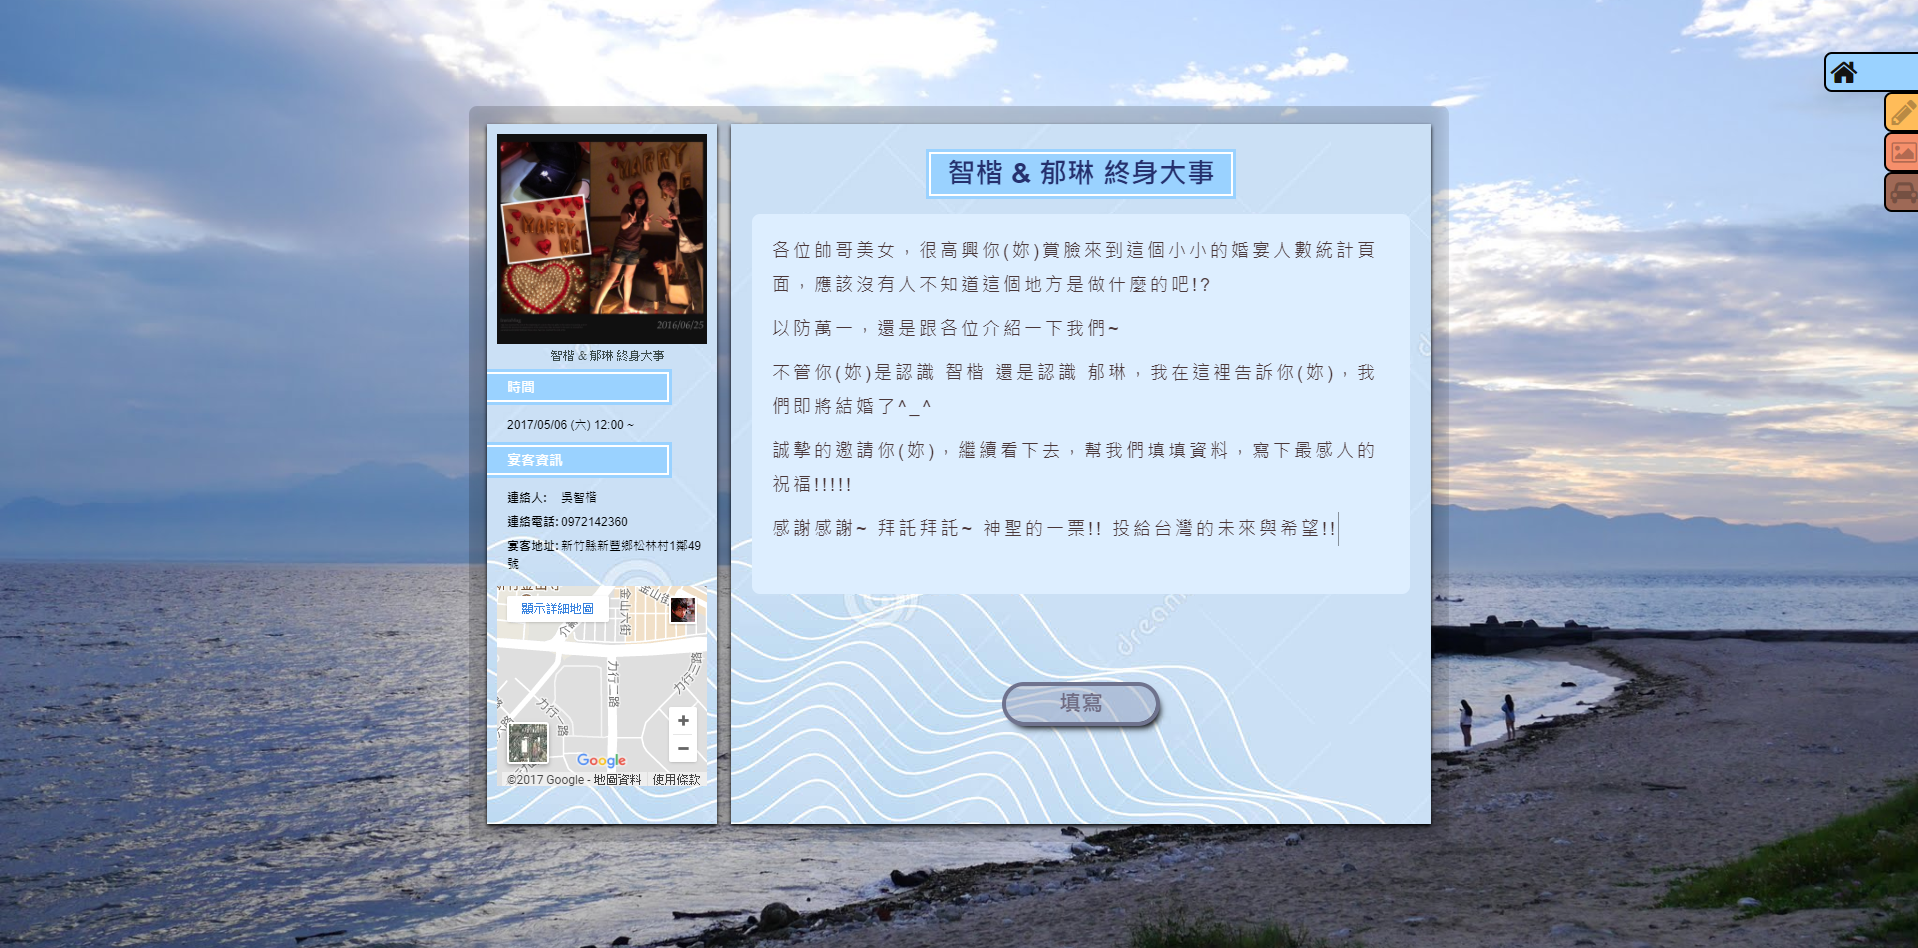 MARRY
MARRY
ME
2016/06/25
智楷 & 郁琳 終身大事
時間
2017/05/06 (六) 12:00 ~
宴客資訊
連絡人: 吳智楷
連絡電話: 0972142360
宴客地址: 新竹縣新豐鄉松林村1鄰49
號
顯示詳細地圖
金山街
金山六街
力行二路
力行三路
力行一路
+
−
Google
©2017 Google - 地圖資料 使用條款
智楷 & 郁琳 終身大事
各位帥哥美女，很高興你(妳)賞臉來到這個小小的婚宴人數統計頁
面，應該沒有人不知道這個地方是做什麼的吧!?
以防萬一，還是跟各位介紹一下我們~
不管你(妳)是認識 智楷 還是認識 郁琳，我在這裡告訴你(妳)，我
們即將結婚了^_^
誠摯的邀請你(妳)，繼續看下去，幫我們填填資料，寫下最感人的
祝福!!!!!
感謝感謝~ 拜託拜託~ 神聖的一票!! 投給台灣的未來與希望!!
填寫